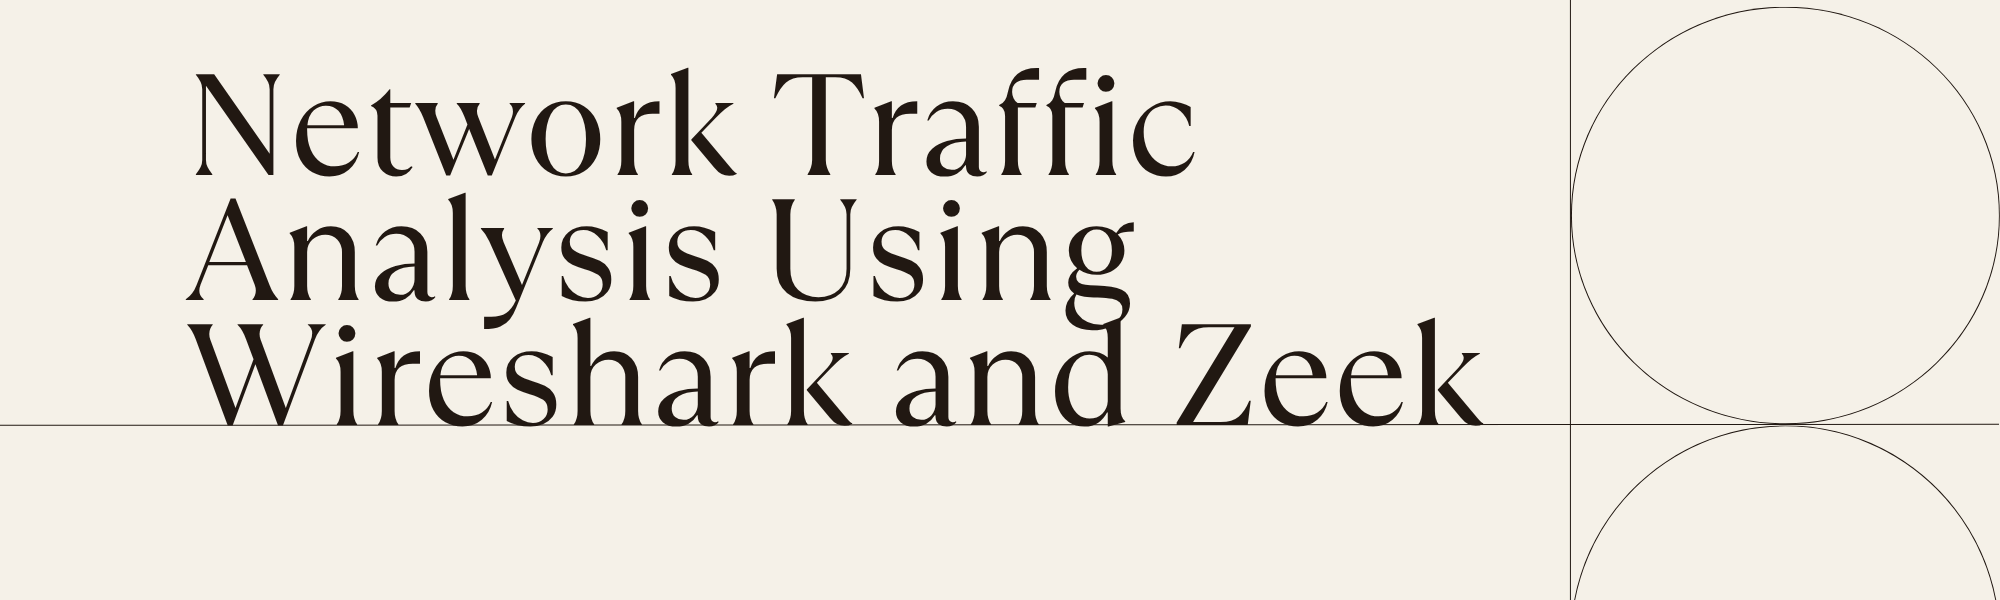 Network Traffic
Analysis Using
Wireshark and Zeek